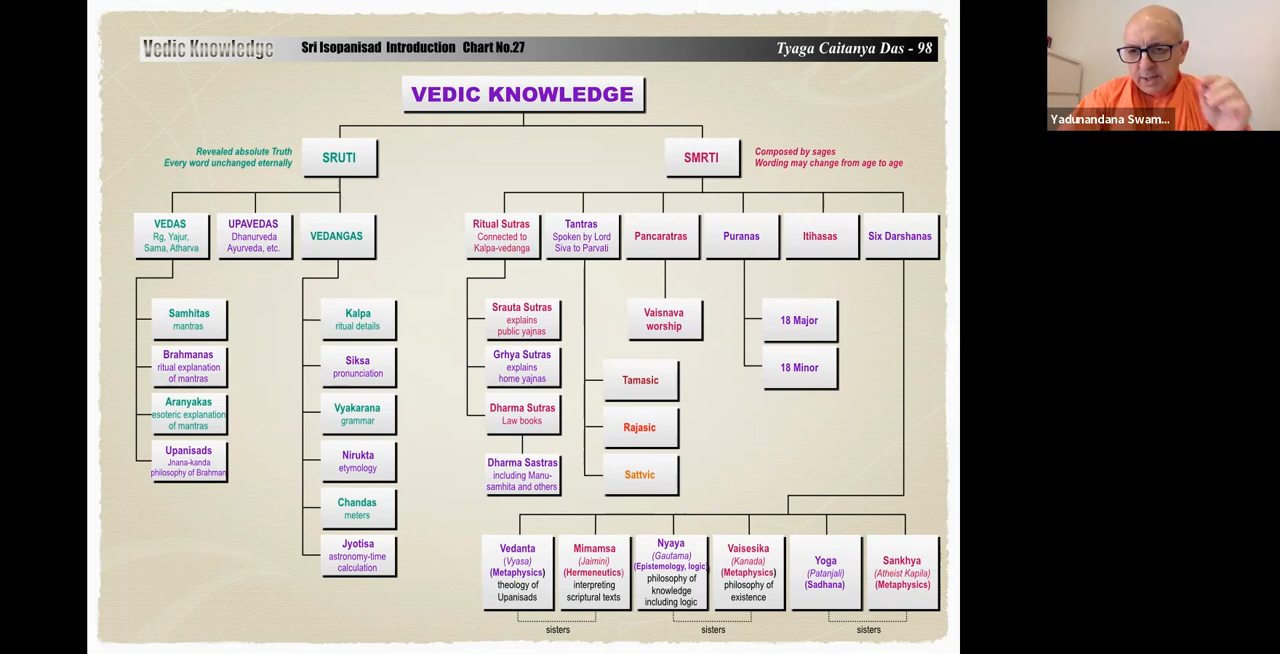 Vedic Knowledge Sri Isopanisad Introduction Chart No.27 Tyaga Caitanya Das - 98
VEDIC KNOWLEDGE
Revealed absolute Truth
Every word unchanged eternally
SRUTI
SMRTI
Composed by sages
Wording may change from age to age
VEDAS
Rg, Yajur,
Sama, Atharva
UPAVEDAS
Dhanurveda
Ayurveda, etc.
VEDANGAS
Ritual Sutras
Connected to
Kalpa-vedanga
Tantras
Spoken by Lord
Siva to Parvati
Pancaratras
Puranas
Itihasas
Six Darshanas
Samhitas
mantras
Brahmanas
ritual explanation
of mantras
Aranyakas
esoteric explanation
of mantras
Upanisads
Jnana-kanda
philosophy of Brahman
Kalpa
ritual details
Siksa
pronunciation
Vyakarana
grammar
Nirukta
etymology
Chandas
meters
Jyotisa
astronomy-time
calculation
Srauta Sutras
explains
public yajnas
Grhya Sutras
explains
home yajnas
Dharma Sutras
Law books
Dharma Sastras
including Manu-
samhita and others
Tamasic
Rajasic
Sattvic
Vaisnava
worship
18 Major
18 Minor
Vedanta
(Vyasa)
(Metaphysics)
theology of
Upanisads
Mimamsa
(Jaimini)
(Hermeneutics)
interpreting
scriptural texts
Nyaya
(Gautama)
(Epistemology, logic)
philosophy of
knowledge
including logic
Vaisesika
(Kanada)
(Metaphysics)
philosophy of
existence
Yoga
(Patanjali)
(Sadhana)
Sankhya
(Atheist Kapila)
(Metaphysics)
sisters
sisters
sisters
Yadunandana Swam...